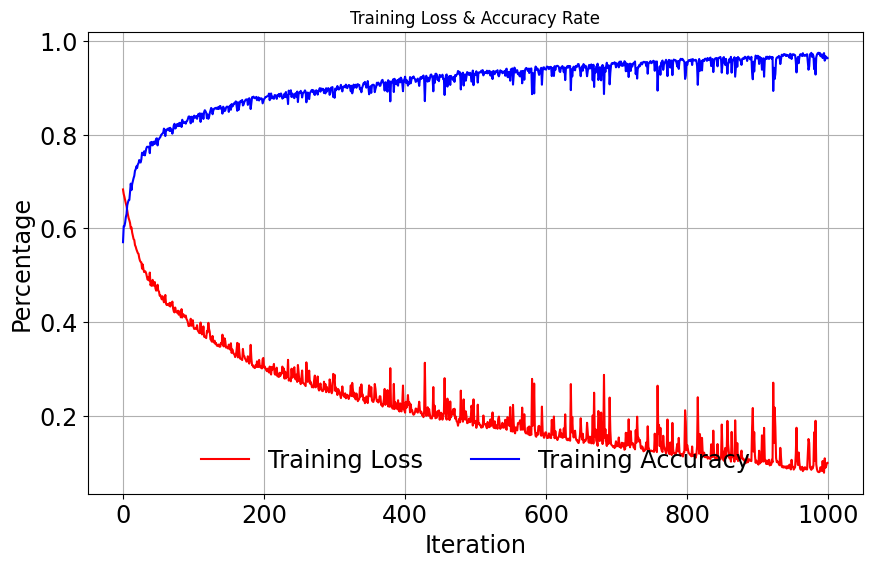 Training Loss & Accuracy Rate
1.0
0.8
0.6
0.4
0.2
Percentage
Training Loss
Training Accuracy
0 200 400 600 800 1000
Iteration